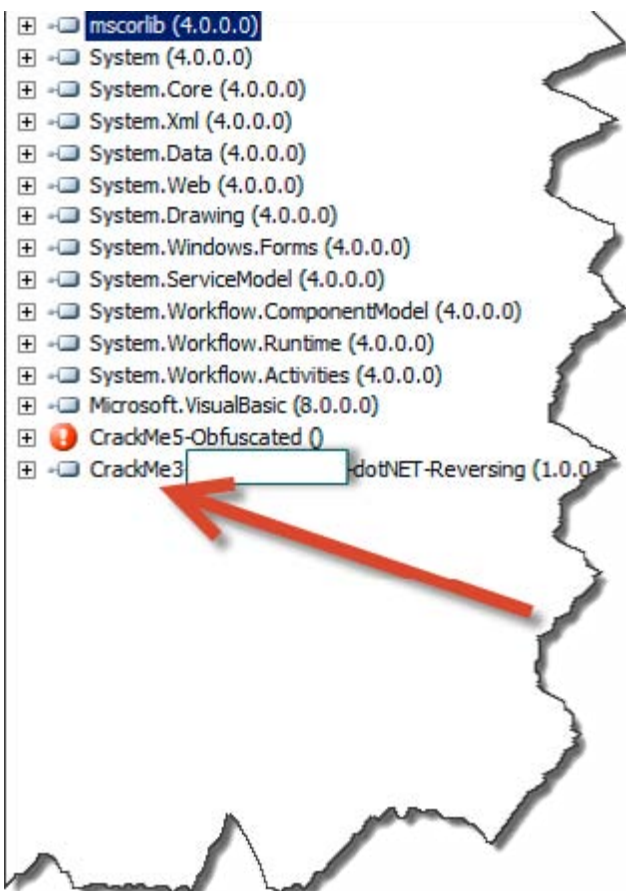 mscorlib (4.0.0.0)
System (4.0.0.0)
System.Core (4.0.0.0)
System.Xml (4.0.0.0)
System.Data (4.0.0.0)
System.Web (4.0.0.0)
System.Drawing (4.0.0.0)
System.Windows.Forms (4.0.0.0)
System.ServiceModel (4.0.0.0)
System.Workflow.ComponentModel (4.0.0.0)
System.Workflow.Runtime (4.0.0.0)
System.Workflow.Activities (4.0.0.0)
Microsoft.VisualBasic (8.0.0.0)
CrackMe5-Obfuscated ()
CrackMe3 -dotNET-Reversing (1.0.0